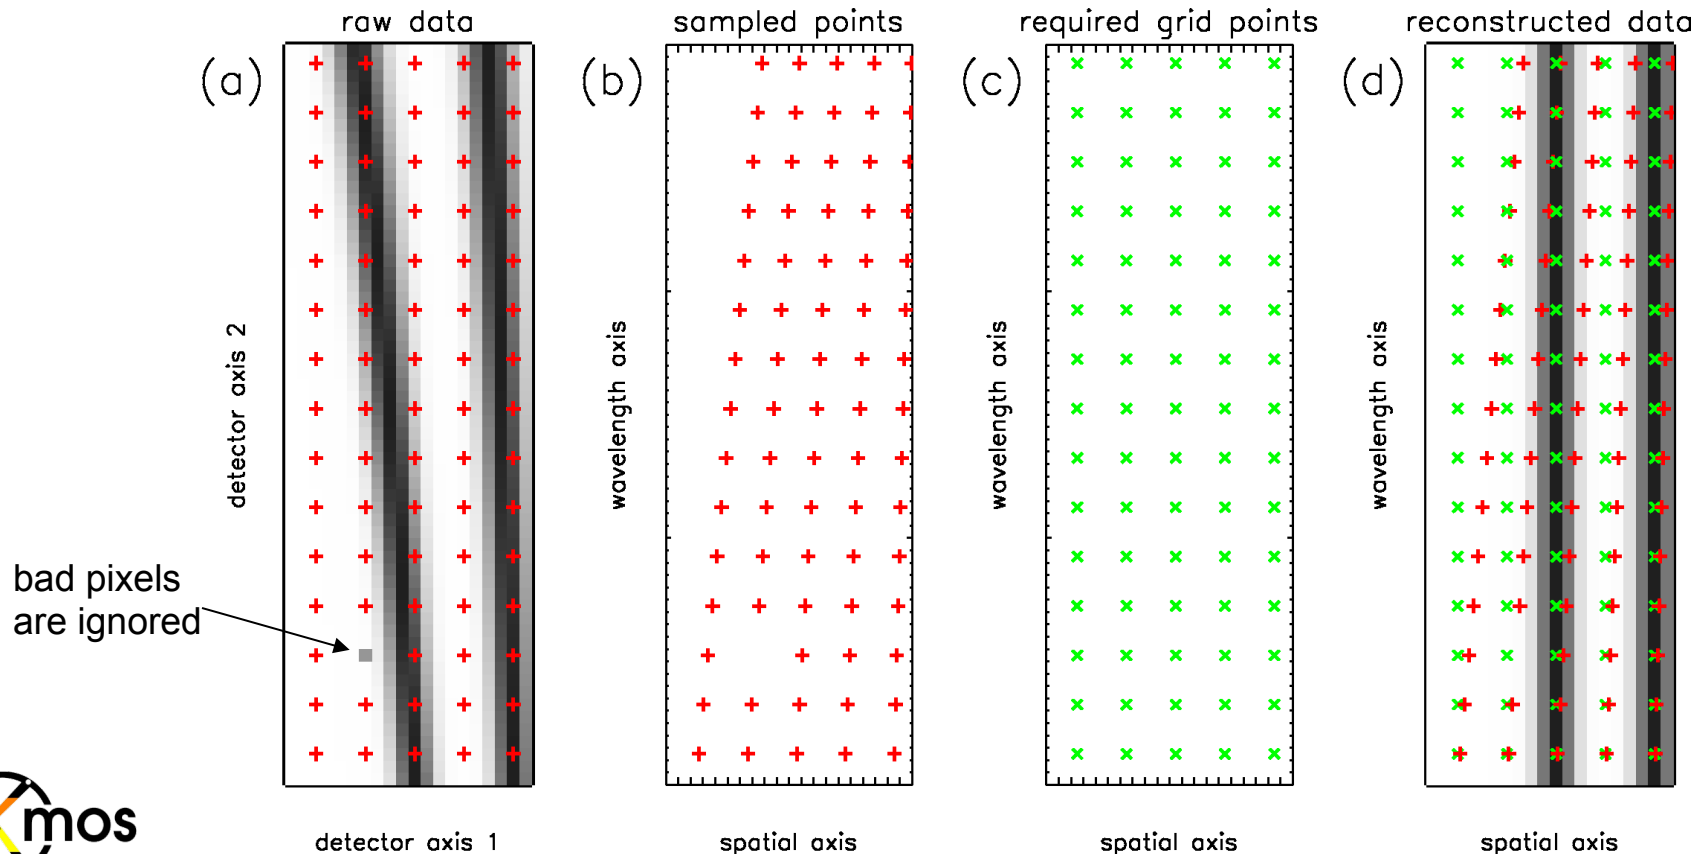 raw data
sampled points
required grid points
reconstructed data
(a)
(b)
(c)
(d)
detector axis 2
wavelength axis
wavelength axis
wavelength axis
bad pixels
are ignored
detector axis 1
spatial axis
spatial axis
spatial axis
kmos